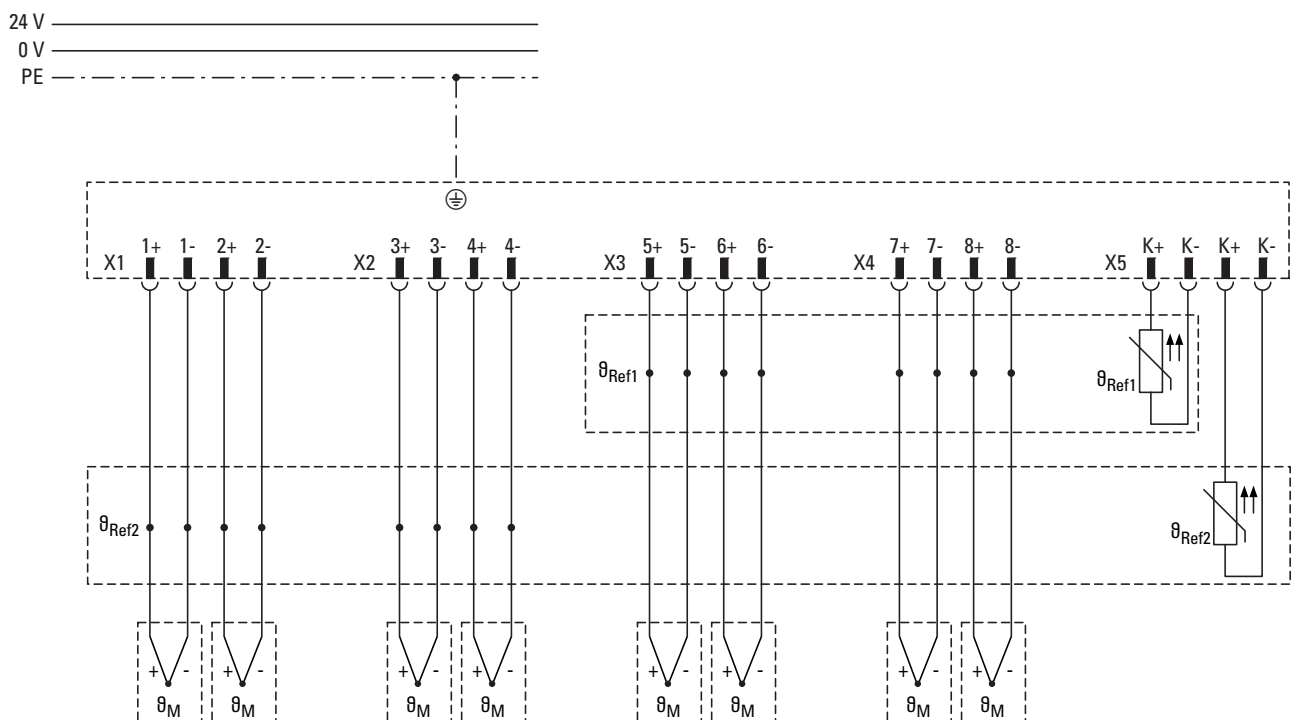 24 V
0 V
PE
X1 1+ 1- 2+ 2- X2 3+ 3- 4+ 4- X3 5+ 5- 6+ 6- X4 7+ 7- 8+ 8- X5 K+ K- K+ K-
ϑRef1 ϑRef1
ϑRef2 ϑRef2
+ - + - + - + - + - + - + - + -
ϑM ϑM ϑM ϑM ϑM ϑM ϑM ϑM